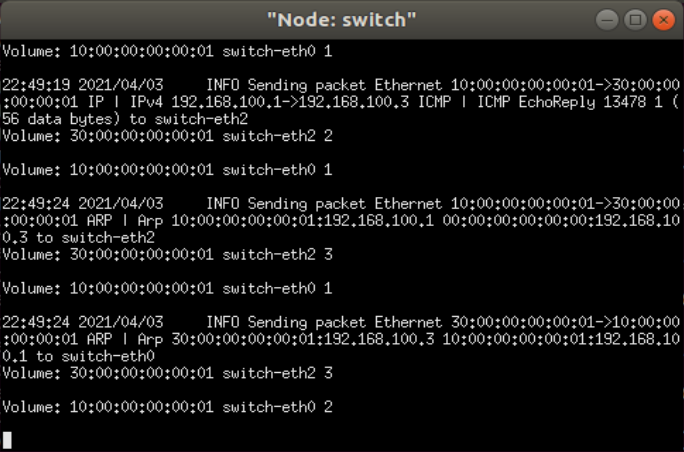 "Node: switch"
Volume: 10:00:00:00:00:01 switch-eth0 1
22:49:19 2021/04/03     INFO Sending packet Ethernet 10:00:00:00:00:01->30:00:00
:00:00:01 IP | IPv4 192.168.100.1->192.168.100.3 ICMP | ICMP EchoReply 13478 1 (
56 data bytes) to switch-eth2
Volume: 30:00:00:00:00:01 switch-eth2 2
Volume: 10:00:00:00:00:01 switch-eth0 1
22:49:24 2021/04/03     INFO Sending packet Ethernet 10:00:00:00:00:01->30:00:00
:00:00:01 ARP | Arp 10:00:00:00:00:01:192.168.100.1 00:00:00:00:00:00:192.168.10
0.3 to switch-eth2
Volume: 30:00:00:00:00:01 switch-eth2 3
Volume: 10:00:00:00:00:01 switch-eth0 1
22:49:24 2021/04/03     INFO Sending packet Ethernet 30:00:00:00:00:01->10:00:00
:00:00:01 ARP | Arp 30:00:00:00:00:01:192.168.100.3 10:00:00:00:00:01:192.168.10
0.1 to switch-eth0
Volume: 30:00:00:00:00:01 switch-eth2 3
Volume: 10:00:00:00:00:01 switch-eth0 2